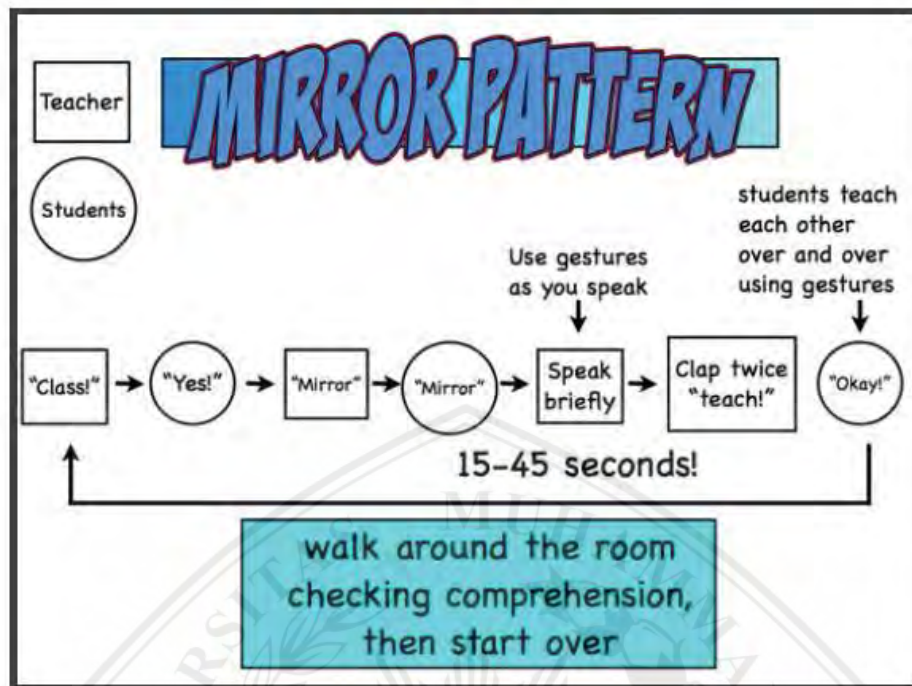 Teacher
MIRROR PATTERN
Students
students teach
each other
over and over
using gestures
Use gestures
as you speak
"Class!"
"Yes!"
"Mirror"
"Mirror"
Speak
briefly
Clap twice
"teach!"
"Okay!"
15-45 seconds!
walk around the room
checking comprehension,
then start over